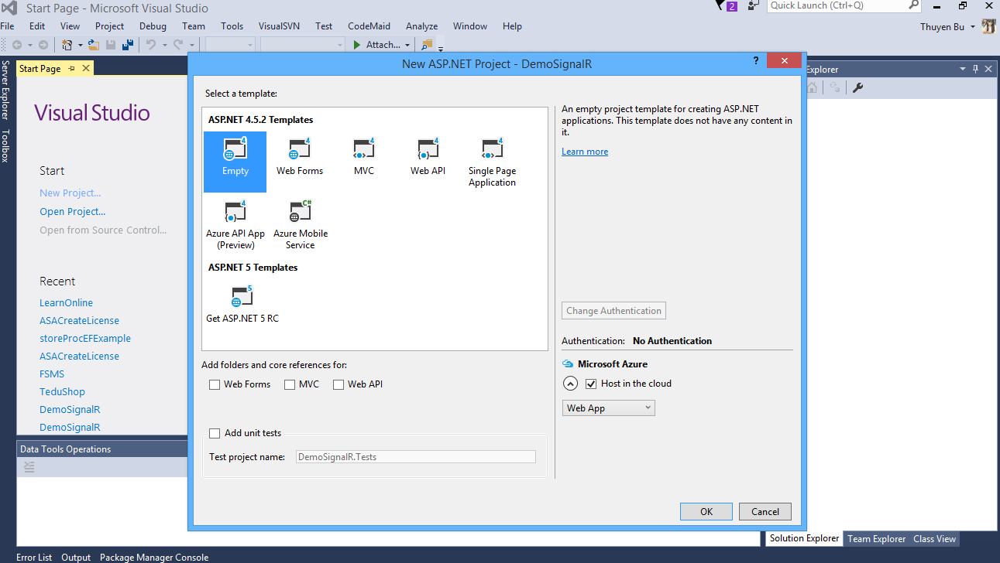 Start Page - Microsoft Visual Studio
2
Quick Launch (Ctrl+Q)
File Edit View Project Debug Team Tools VisualSVN Test CodeMaid Analyze Window Help
Thuyen Bu
Attach...
Server Explorer
Toolbox
Start Page
Visual Studio
Start
New Project...
Open Project...
Open from Source Control...
Recent
LearnOnline
ASACreateLicense
storeProcEFExample
ASACreateLicense
FSMS
TeduShop
DemoSignalR
DemoSignalR
Data Tools Operations
New ASP.NET Project - DemoSignalR
?
Select a template:
ASP.NET 4.5.2 Templates
4 4 4 4 4
Empty Web Forms MVC Web API Single Page
Application
4 C#
Azure API App Azure Mobile
(Preview) Service
ASP.NET 5 Templates
5
Get ASP.NET 5 RC
Add folders and core references for:
Web Forms MVC Web API
Add unit tests
Test project name: DemoSignalR.Tests
An empty project template for creating ASP.NET
applications. This template does not have any content in
it.
Learn more
Change Authentication
Authentication: No Authentication
Microsoft Azure
Host in the cloud
Web App
OK Cancel
Explorer
Solution Explorer Team Explorer Class View
Error List Output Package Manager Console